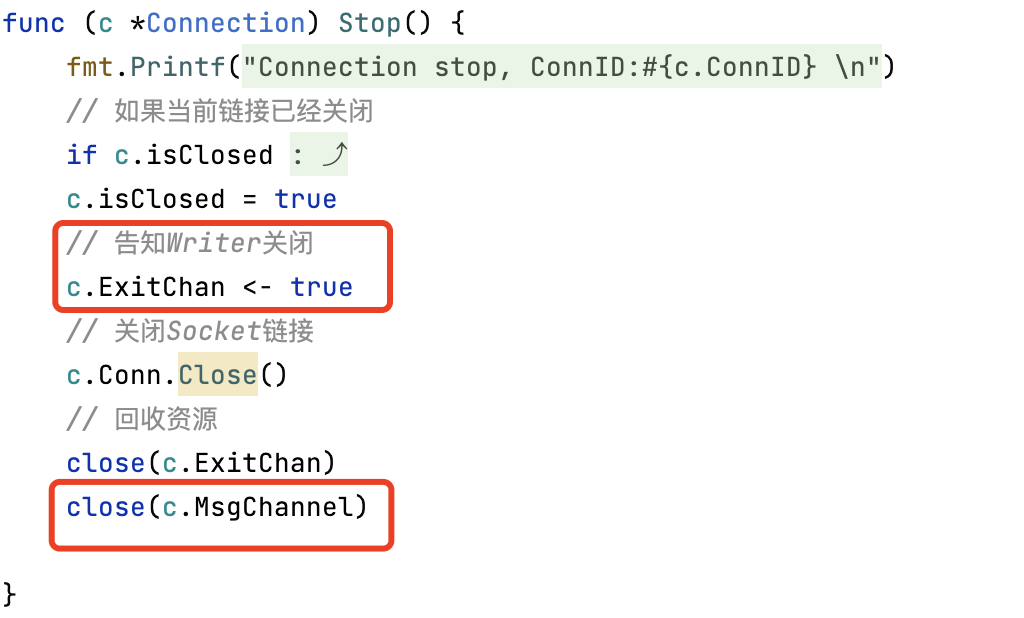 func (c *Connection) Stop() {
fmt.Printf("Connection stop, ConnID:#{c.ConnID} \n")
// 如果当前链接已经关闭
if c.isClosed : ⤴
c.isClosed = true
// 告知Writer关闭
c.ExitChan <- true
// 关闭Socket链接
c.Conn.Close()
// 回收资源
close(c.ExitChan)
close(c.MsgChannel)
}